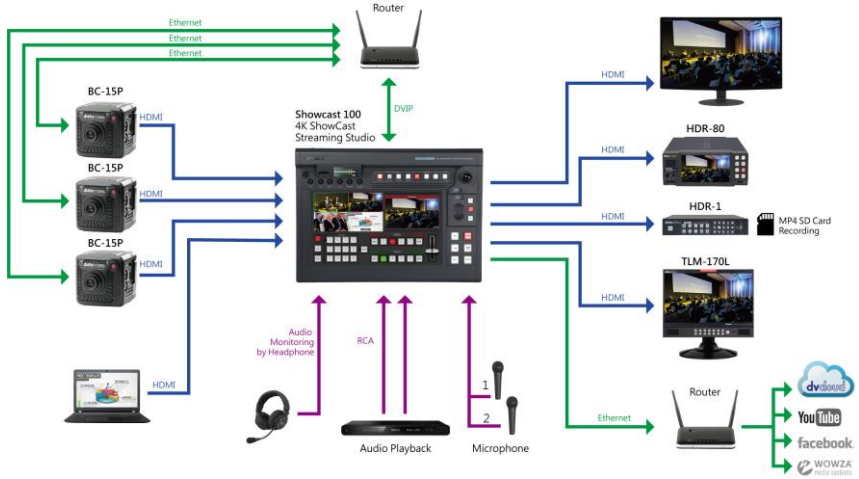 Router
Ethernet
Ethernet
Ethernet
DVIP
BC-15P
HDMI
BC-15P
HDMI
BC-15P
HDMI
HDMI
Showcast 100
4K ShowCast
Streaming Studio
HDMI
HDMI
HDR-80
HDMI
HDR-1
MP4 SD Card
Recording
HDMI
TLM-170L
Audio
Monitoring
by Headphone
RCA
1
2
Audio Playback
Microphone
Ethernet
Router
dvcloud
YouTube
facebook
WOWZA
media systems